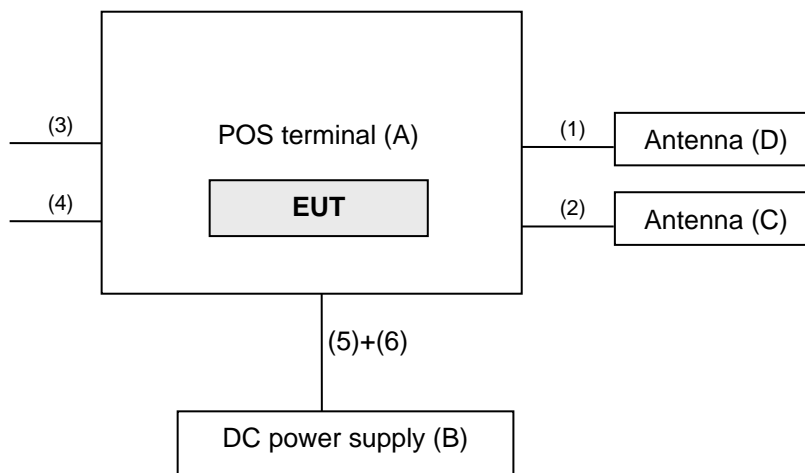 (3)
POS terminal (A)
(1)
Antenna (D)
(4)
EUT
(2)
Antenna (C)
(5)+(6)
DC power supply (B)